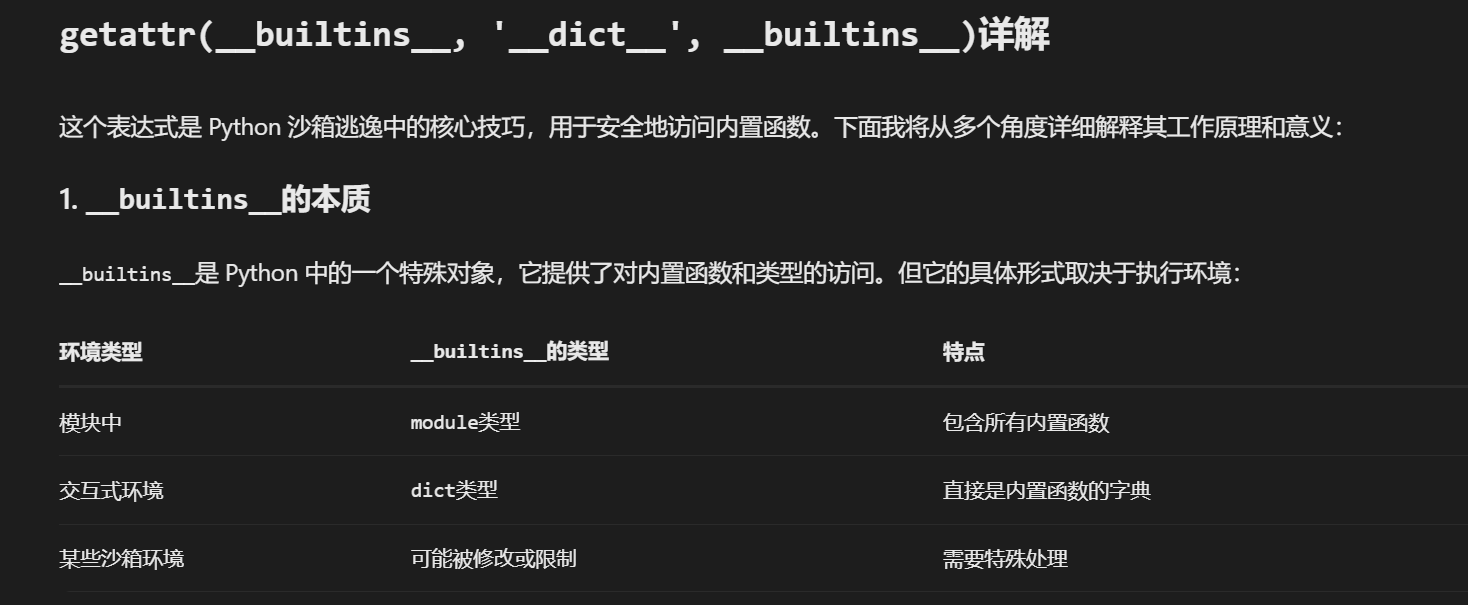 getattr(__builtins__, '__dict__', __builtins__)详解
这个表达式是 Python 沙箱逃逸中的核心技巧，用于安全地访问内置函数。下面我将从多个角度详细解释其工作原理和意义：
1. __builtins__的本质
__builtins__是 Python 中的一个特殊对象，它提供了对内置函数和类型的访问。但它的具体形式取决于执行环境：
环境类型 __builtins__的类型 特点
模块中 module类型 包含所有内置函数
交互式环境 dict类型 直接是内置函数的字典
某些沙箱环境 可能被修改或限制 需要特殊处理